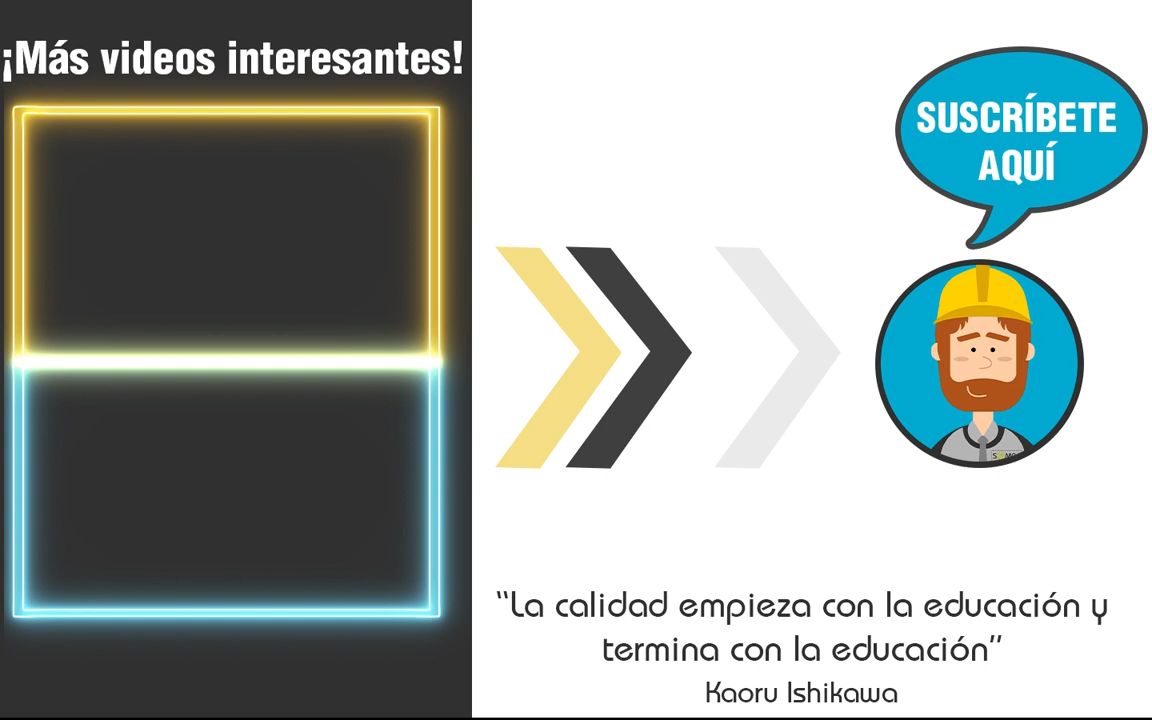 ¡Más videos interesantes!
SUSCRÍBETE
AQUÍ
“La calidad empieza con la educación y
termina con la educación”
Kaoru Ishikawa